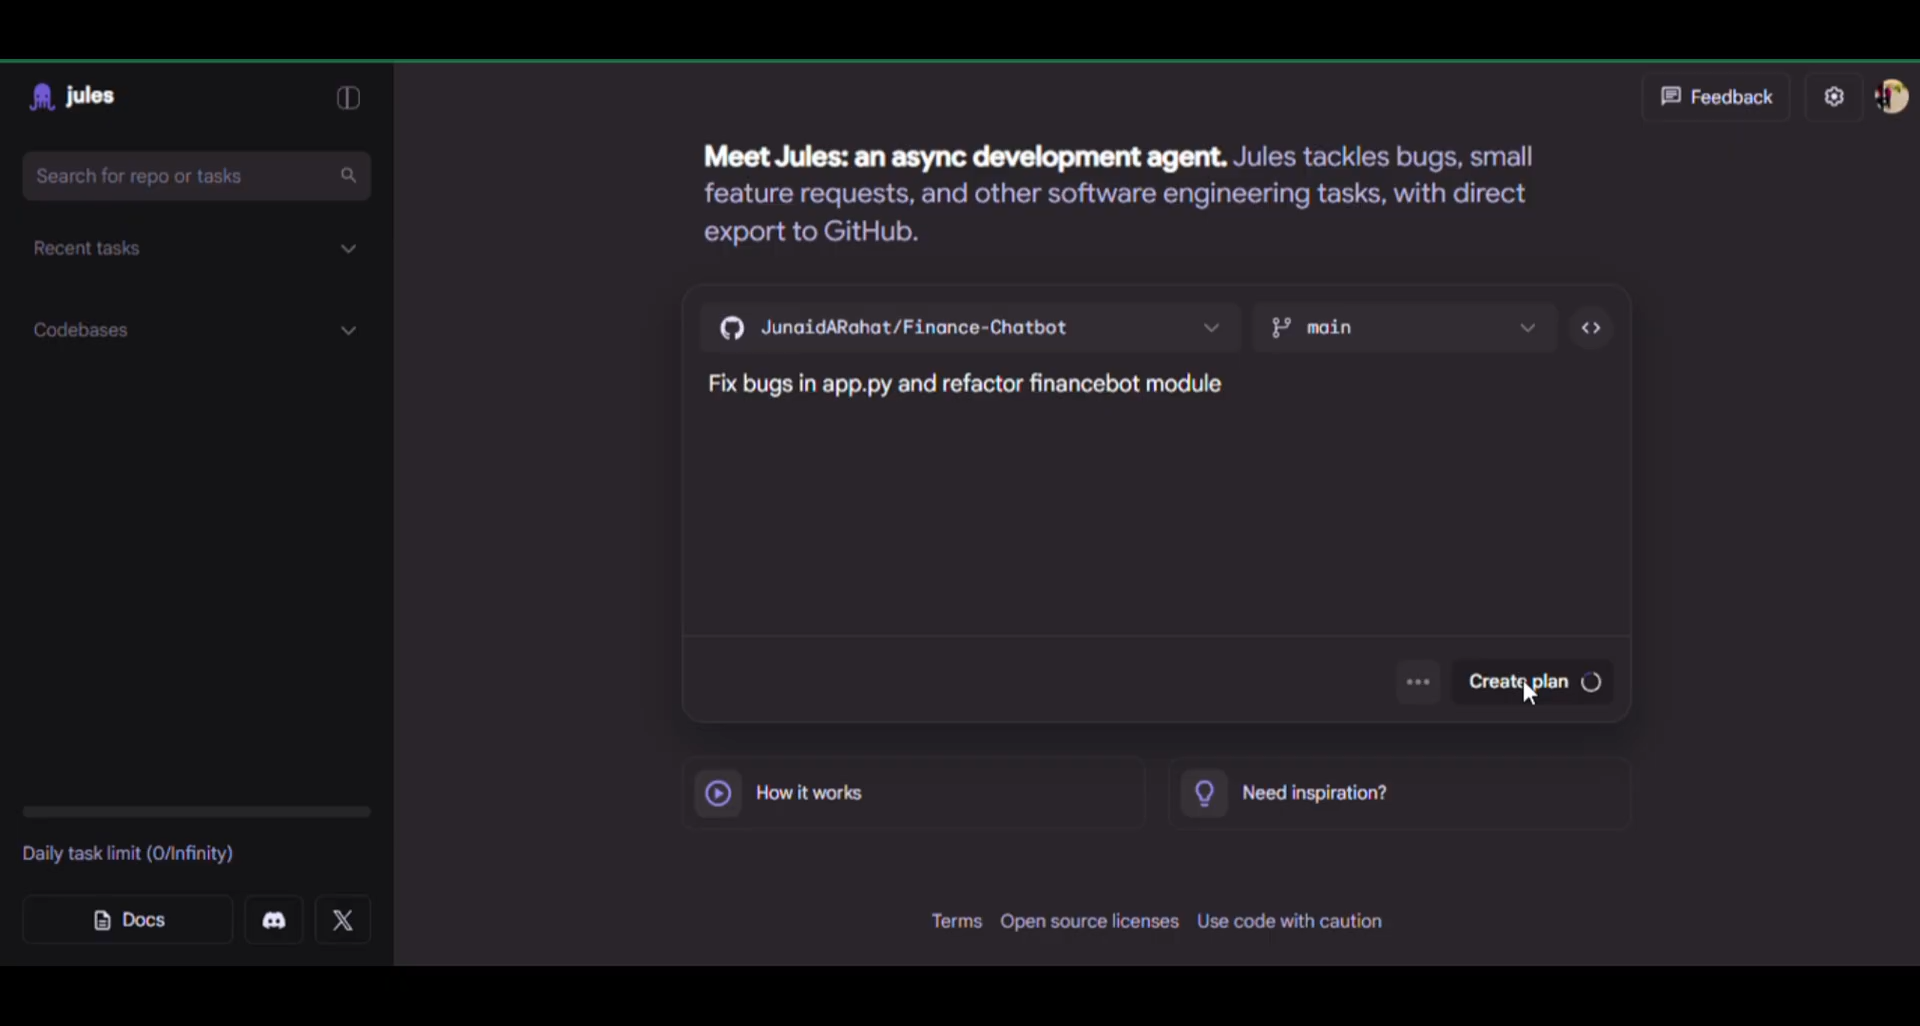 jules
Feedback
Search for repo or tasks
Recent tasks
Codebases
Meet Jules: an async development agent. Jules tackles bugs, small
feature requests, and other software engineering tasks, with direct
export to GitHub.
JunaidARahat/Finance-Chatbot
main
Fix bugs in app.py and refactor financebot module
Create plan
How it works
Need inspiration?
Daily task limit (0/Infinity)
Docs
Terms Open source licenses Use code with caution